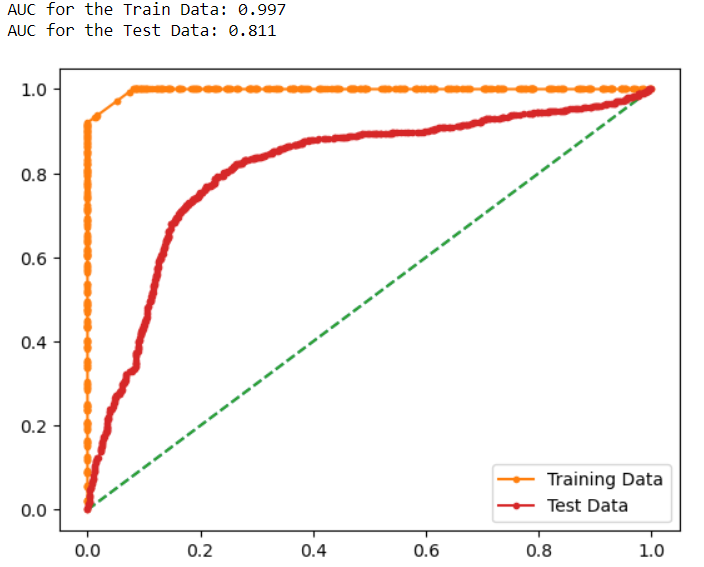 AUC for the Train Data: 0.997
AUC for the Test Data: 0.811
1.0
0.8
0.6
0.4
0.2
0.0
Training Data
Test Data
0.0 0.2 0.4 0.6 0.8 1.0